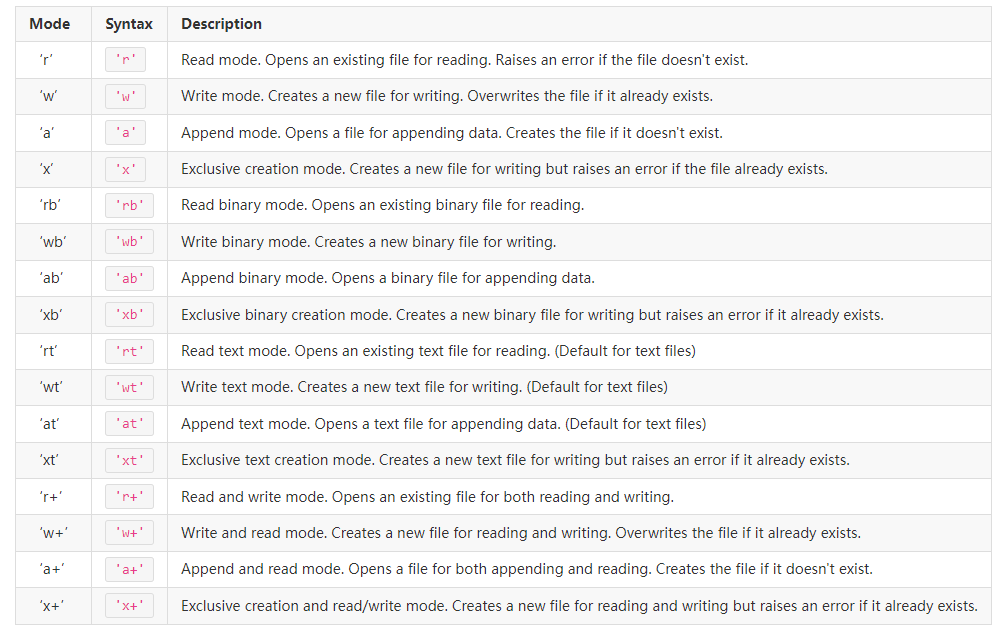 Mode Syntax Description
‘r’ 'r' Read mode. Opens an existing file for reading. Raises an error if the file doesn't exist.
‘w’ 'w' Write mode. Creates a new file for writing. Overwrites the file if it already exists.
‘a’ 'a' Append mode. Opens a file for appending data. Creates the file if it doesn't exist.
‘x’ 'x' Exclusive creation mode. Creates a new file for writing but raises an error if the file already exists.
‘rb’ 'rb' Read binary mode. Opens an existing binary file for reading.
‘wb’ 'wb' Write binary mode. Creates a new binary file for writing.
‘ab’ 'ab' Append binary mode. Opens a binary file for appending data.
‘xb’ 'xb' Exclusive binary creation mode. Creates a new binary file for writing but raises an error if it already exists.
‘rt’ 'rt' Read text mode. Opens an existing text file for reading. (Default for text files)
‘wt’ 'wt' Write text mode. Creates a new text file for writing. (Default for text files)
‘at’ 'at' Append text mode. Opens a text file for appending data. (Default for text files)
‘xt’ 'xt' Exclusive text creation mode. Creates a new text file for writing but raises an error if it already exists.
‘r+’ 'r+' Read and write mode. Opens an existing file for both reading and writing.
‘w+’ 'w+' Write and read mode. Creates a new file for reading and writing. Overwrites the file if it already exists.
‘a+’ 'a+' Append and read mode. Opens a file for both appending and reading. Creates the file if it doesn't exist.
‘x+’ 'x+' Exclusive creation and read/write mode. Creates a new file for reading and writing but raises an error if it already exists.